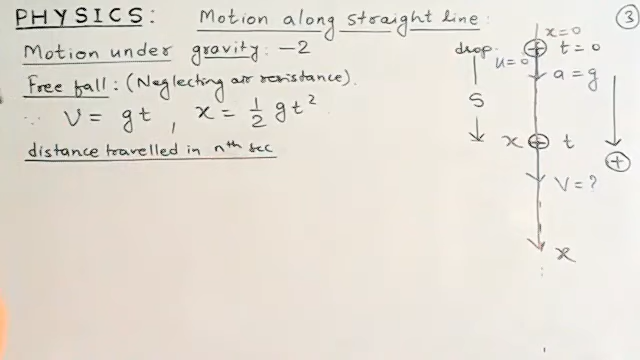 PHYSICS: Motion along straight line:
③
Motion under gravity: -2
Free fall: (Neglecting air resistance).
∵ V = gt, x = 1/2 gt²
distance travelled in nth sec
drop.
x=0
u=0
t=0
a=g
S
x
t
+
V=?
x